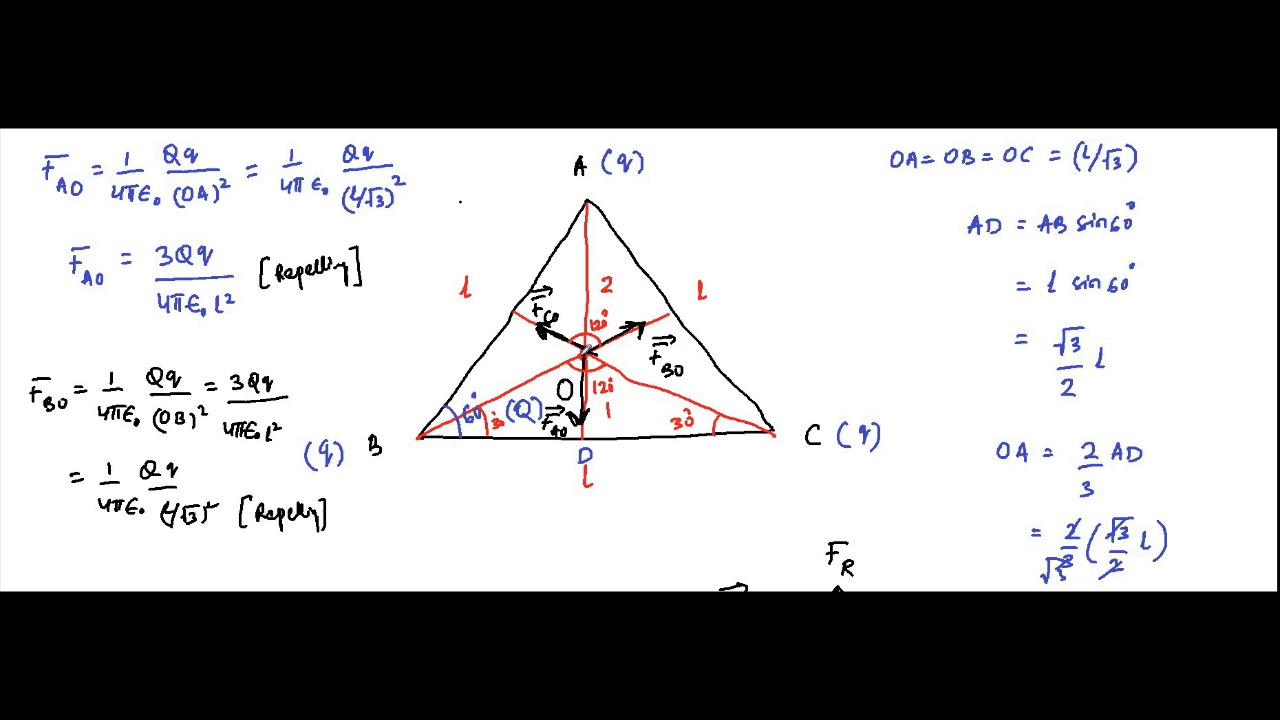 F_AO = 1/4πϵ₀ Qq/(OA)² = 1/4πϵ₀ Qq/(l/√3)²
F_AO = 3Qq/4πϵ₀l² [Repelling]
F_BO = 1/4πϵ₀ Qq/(OB)² = 3Qq/4πϵ₀l²
= 1/4πϵ₀ Qq/(l/√3)² [Repelling]
A (q)
l
2
l
F_CO
120°
F_BO
O
120°
60°
30°
(Q)
F_AO
1
30°
(q) B
D
C (q)
l
F_R
OA = OB = OC = (l/√3)
AD = AB sin60°
= l sin60°
= √3/2 l
OA = 2/3 AD
= 2/3 (√3/2 l)
√3